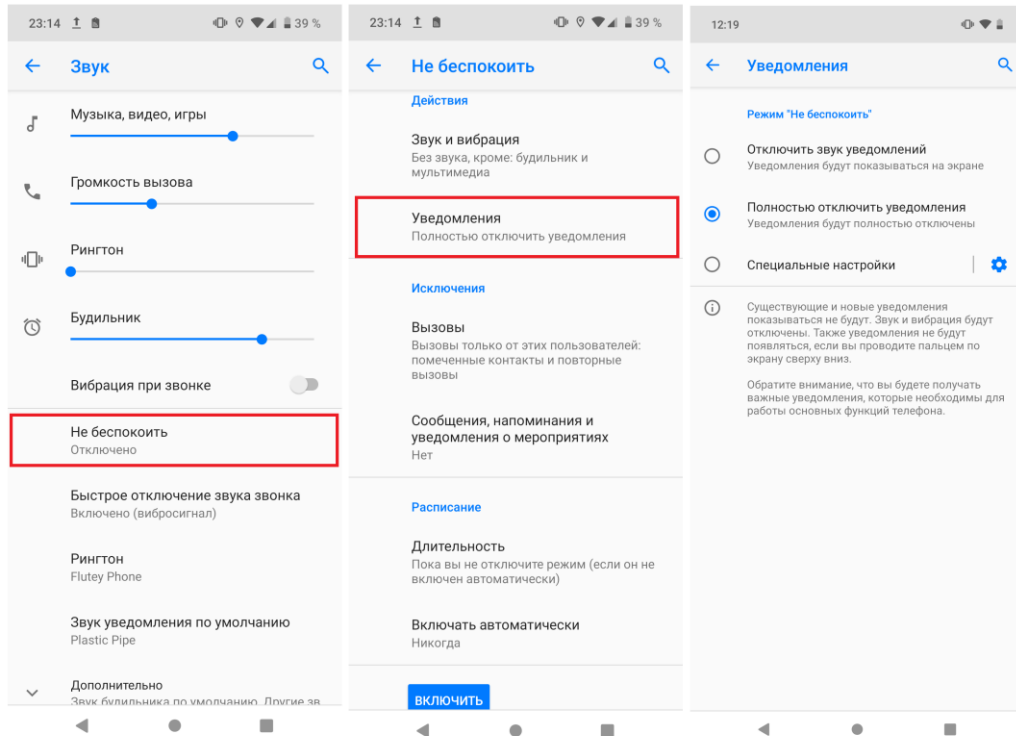 23:14 39 %
Звук
Музыка, видео, игры
Громкость вызова
Рингтон
Будильник
Вибрация при звонке
Не беспокоить
Отключено
Быстрое отключение звука звонка
Включено (вибросигнал)
Рингтон
Flutey Phone
Звук уведомления по умолчанию
Plastic Pipe
Дополнительно
Звук будильника по умолчанию. Другие зв
23:14 39 %
Не беспокоить
Действия
Звук и вибрация
Без звука, кроме: будильник и
мультимедиа
Уведомления
Полностью отключить уведомления
Исключения
Вызовы
Вызовы только от этих пользователей:
помеченные контакты и повторные
вызовы
Сообщения, напоминания и
уведомления о мероприятиях
Нет
Расписание
Длительность
Пока вы не отключите режим (если он не
включен автоматически)
Включать автоматически
Никогда
ВКЛЮЧИТЬ
12:19
Уведомления
Режим "Не беспокоить"
Отключить звук уведомлений
Уведомления будут показываться на экране
Полностью отключить уведомления
Уведомления будут полностью отключены
Специальные настройки
Существующие и новые уведомления
показываться не будут. Звук и вибрация будут
отключены. Также уведомления не будут
появляться, если вы проводите пальцем по
экрану сверху вниз.
Обратите внимание, что вы будете получать
важные уведомления, которые необходимы для
работы основных функций телефона.